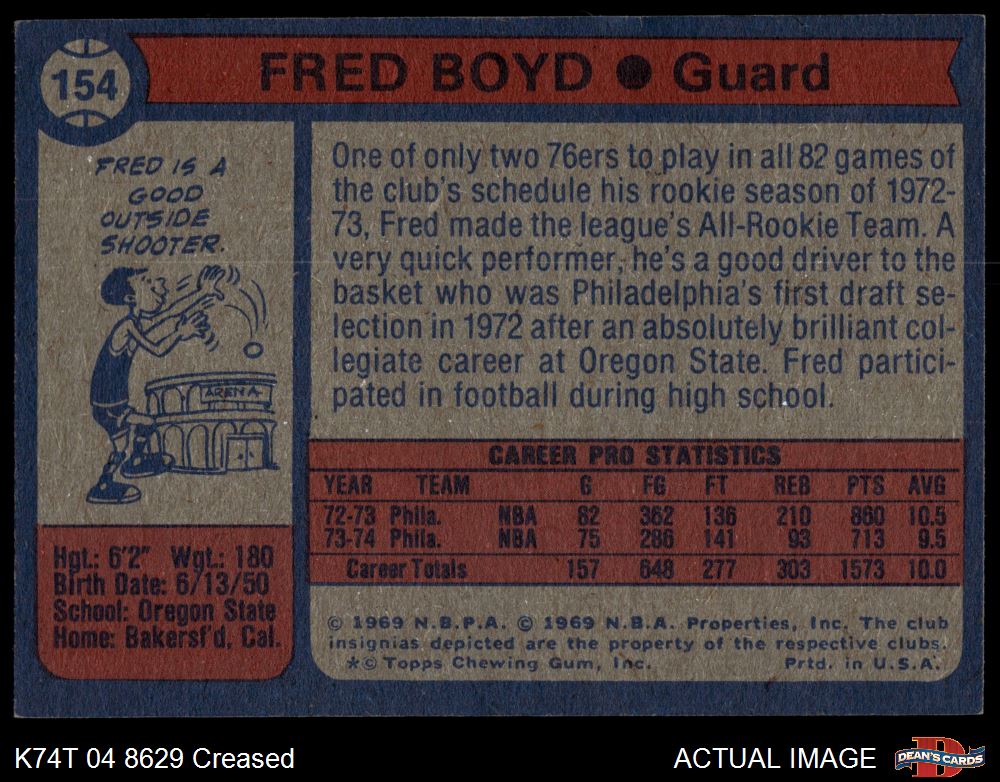 154
FRED BOYD ● Guard
FRED IS A
GOOD
OUTSIDE
SHOOTER.
ARENA
Hgt.: 6'2" Wgt.: 180
Birth Date: 6/13/50
School: Oregon State
Home: Bakersf'd, Cal.
One of only two 76ers to play in all 82 games of
the club's schedule his rookie season of 1972-
73, Fred made the league's All-Rookie Team. A
very quick performer, he's a good driver to the
basket who was Philadelphia's first draft se-
lection in 1972 after an absolutely brilliant col-
legiate career at Oregon State. Fred partici-
pated in football during high school.
CAREER PRO STATISTICS
YEAR TEAM G FG FT REB PTS AVG
72-73 Phila. NBA 82 362 136 210 860 10.5
73-74 Phila. NBA 75 286 141 93 713 9.5
Career Totals 157 648 277 303 1573 10.0
© 1969 N.B.P.A. © 1969 N.B.A. Properties, Inc. The club
insignias depicted are the property of the respective clubs.
*© Topps Chewing Gum, Inc. Prtd. in U.S.A.
K74T 04 8629 Creased
ACTUAL IMAGE
D
DEAN'S CARDS